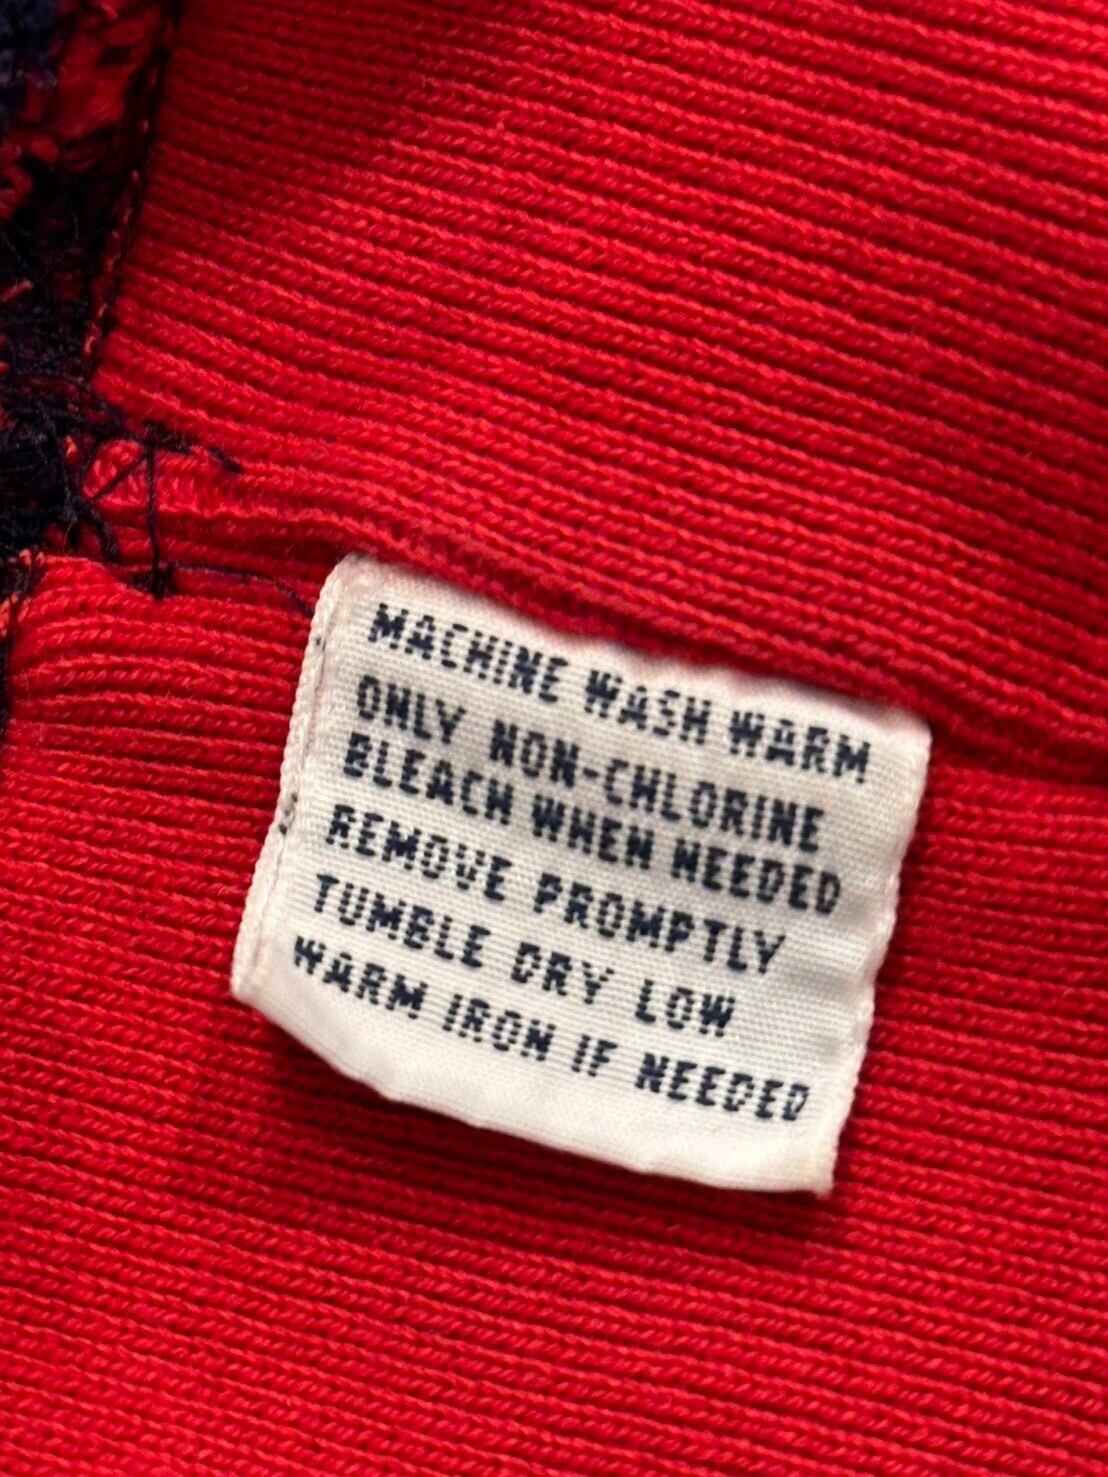 MACHINE WASH WARM
ONLY NON-CHLORINE
BLEACH WHEN NEEDED
REMOVE PROMPTLY
TUMBLE DRY LOW
WARM IRON IF NEEDED